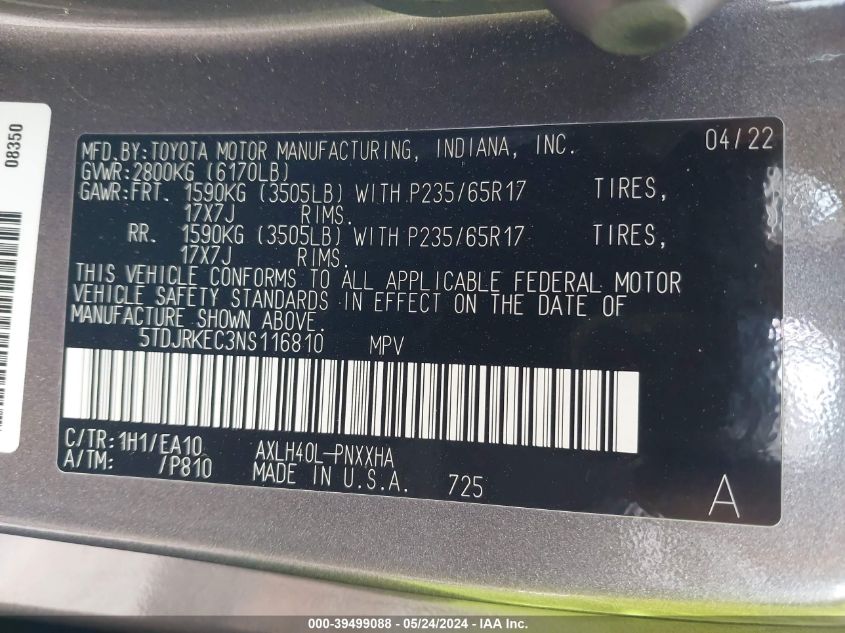 08350
MFD.BY:TOYOTA MOTOR MANUFACTURING, INDIANA, INC. 04/22
GVWR:2800KG (6170LB)
GAWR:FRT. 1590KG (3505LB) WITH P235/65R17 TIRES,
17X7J RIMS.
RR. 1590KG (3505LB) WITH P235/65R17 TIRES,
17X7J RIMS.
THIS VEHICLE CONFORMS TO ALL APPLICABLE FEDERAL MOTOR
VEHICLE SAFETY STANDARDS IN EFFECT ON THE DATE OF
MANUFACTURE SHOWN ABOVE.
5TDJRKEC3NS116810 MPV
C/TR:1H1/EA10 AXLH40L-PNXXHA
A/TM: /P810 MADE IN U.S.A. 725
A
000-39499088 - 05/24/2024 - IAA Inc.